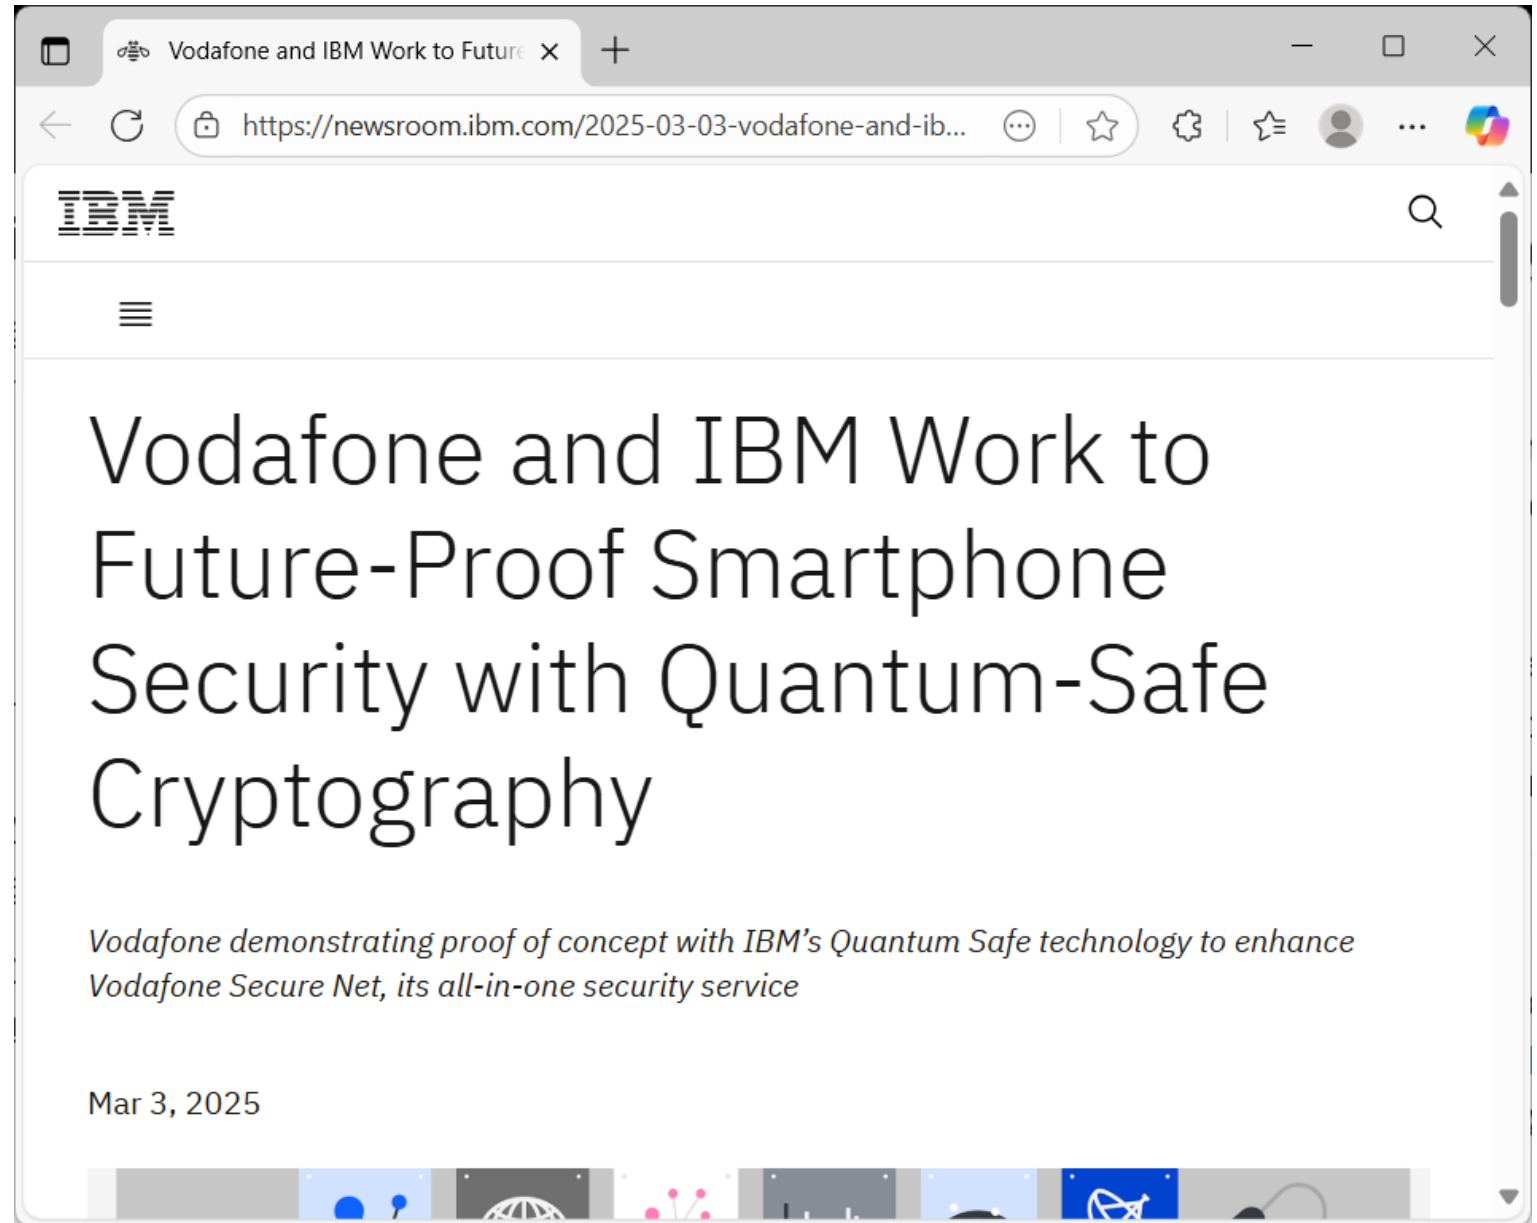 Vodafone and IBM Work to Future
https://newsroom.ibm.com/2025-03-03-vodafone-and-ib...
IBM
Vodafone and IBM Work to
Future-Proof Smartphone
Security with Quantum-Safe
Cryptography
Vodafone demonstrating proof of concept with IBM’s Quantum Safe technology to enhance
Vodafone Secure Net, its all-in-one security service
Mar 3, 2025